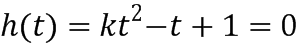 h(t) = kt² − t + 1 = 0